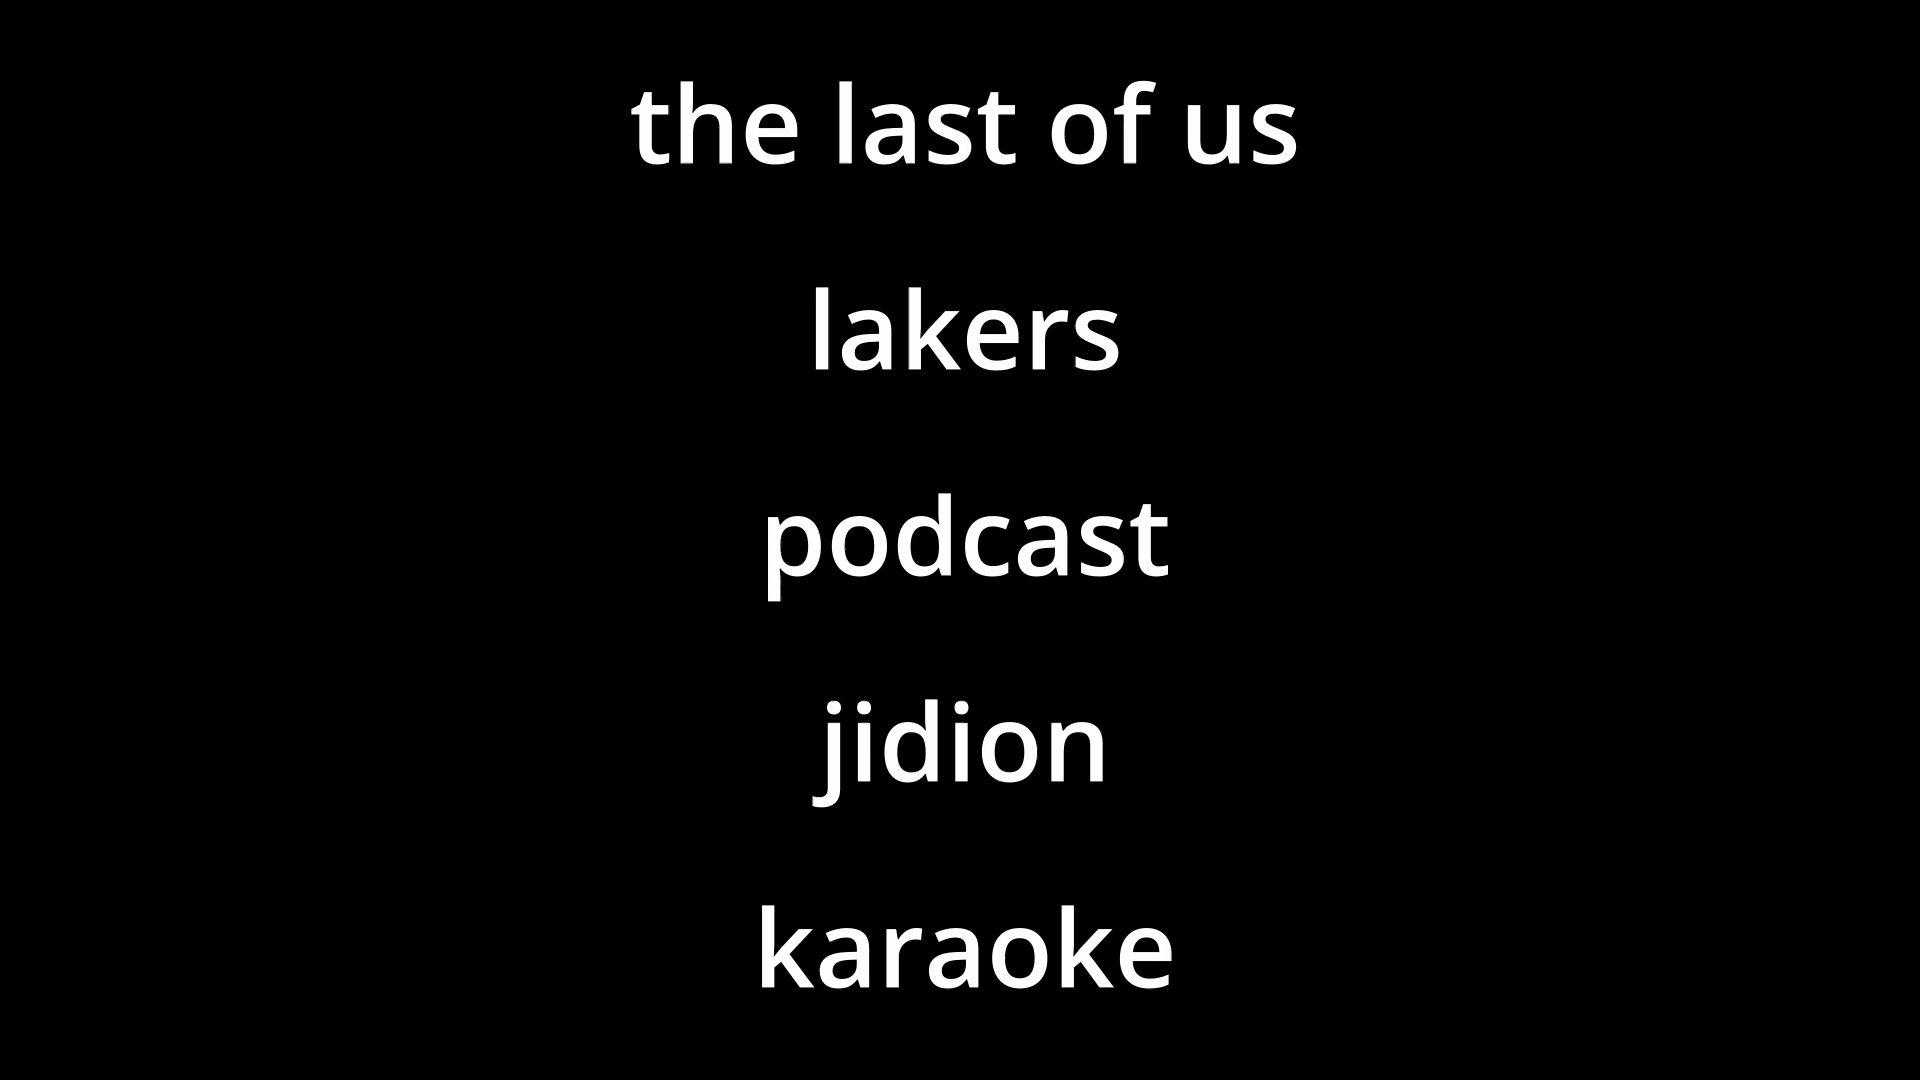 the last of us
lakers
podcast
jidion
karaoke